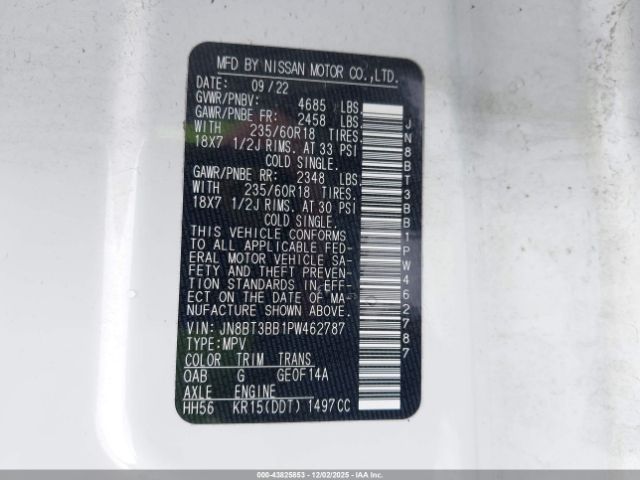 MFD BY NISSAN MOTOR CO.,LTD.
DATE: 09/22
GVWR/PNBV: 4685 LBS.
GAWR/PNBE FR: 2458 LBS.
WITH 235/60R18 TIRES.
18X7 1/2J RIMS. AT 33 PSI
COLD SINGLE.
GAWR/PNBE RR: 2348 LBS.
WITH 235/60R18 TIRES.
18X7 1/2J RIMS. AT 30 PSI
COLD SINGLE.
THIS VEHICLE CONFORMS
TO ALL APPLICABLE FED-
ERAL MOTOR VEHICLE SA-
FETY AND THEFT PREVEN-
TION STANDARDS IN EFF-
ECT ON THE DATE OF MA-
NUFACTURE SHOWN ABOVE.
VIN: JN8BT3BB1PW462787
TYPE:MPV
COLOR TRIM TRANS
QAB G GE0F14A
AXLE ENGINE
HH56 KR15(DDT) 1497CC
JN8BT3BB1PW462787
000-43825853 | 12/02/2025 - COPYRIGHT IAA, LLC